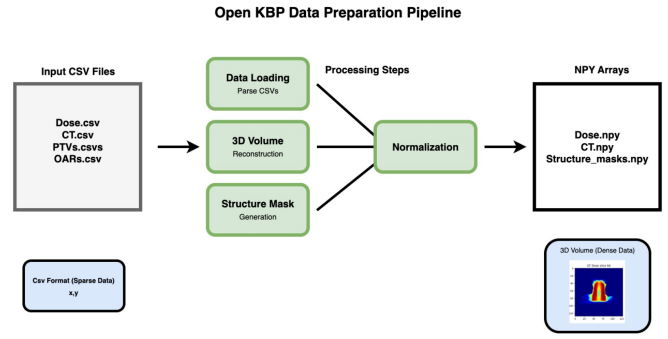 Open KBP Data Preparation Pipeline
Input CSV Files
Dose.csv
CT.csv
PTVs.csvs
OARs.csv
Data Loading
Parse CSVs
3D Volume
Reconstruction
Structure Mask
Generation
Processing Steps
Normalization
NPY Arrays
Dose.npy
CT.npy
Structure_masks.npy
Csv Format (Sparse Data)
x,y
3D Volume (Dense Data)